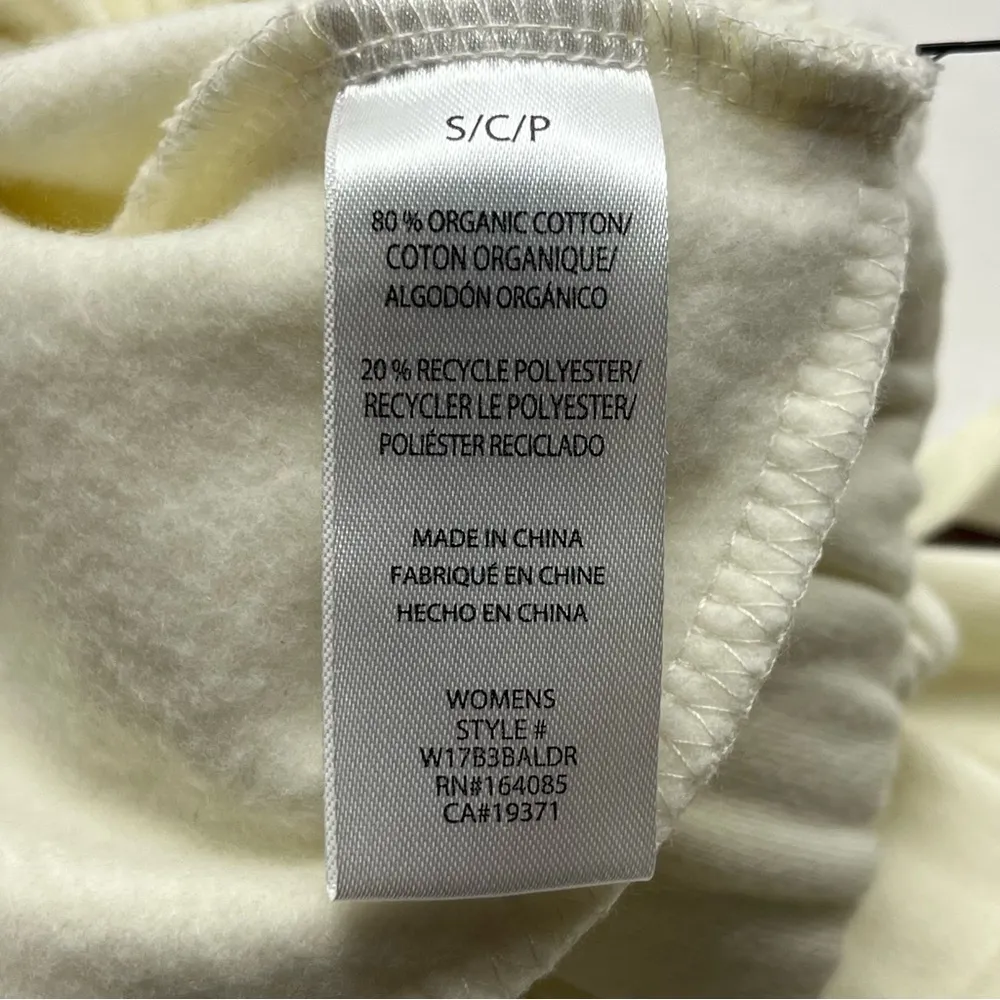 S/C/P
80 % ORGANIC COTTON/
COTON ORGANIQUE/
ALGODÓN ORGÁNICO
20 % RECYCLE POLYESTER/
RECYCLER LE POLYESTER/
POLIÉSTER RECICLADO
MADE IN CHINA
FABRIQUÉ EN CHINE
HECHO EN CHINA
WOMENS
STYLE #
W17B3BALDR
RN#164085
CA#19371